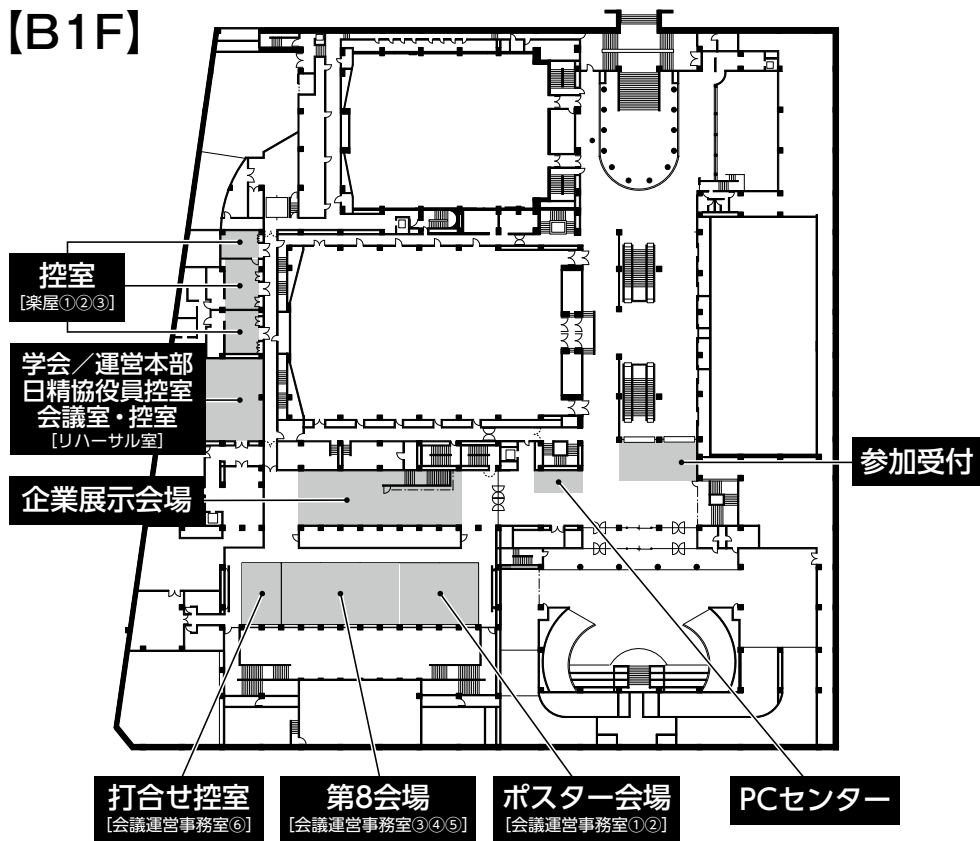 【B1F】
控室
[楽屋①②③]
学会／運営本部
日精協役員控室
会議室・控室
[リハーサル室]
企業展示会場
参加受付
打合せ控室
[会議運営事務室⑥]
第8会場
[会議運営事務室③④⑤]
ポスター会場
[会議運営事務室①②]
PCセンター